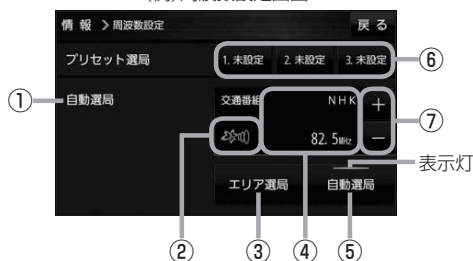 情 報 ❯ 周波数設定 戻 る
プリセット選局 1. 未設定 2. 未設定 3. 未設定 ⑥
① 自動選局 交通番組 NHK + ⑦
82. 5MHz −
表示灯
エリア選局 自動選局
② ③ ④ ⑤